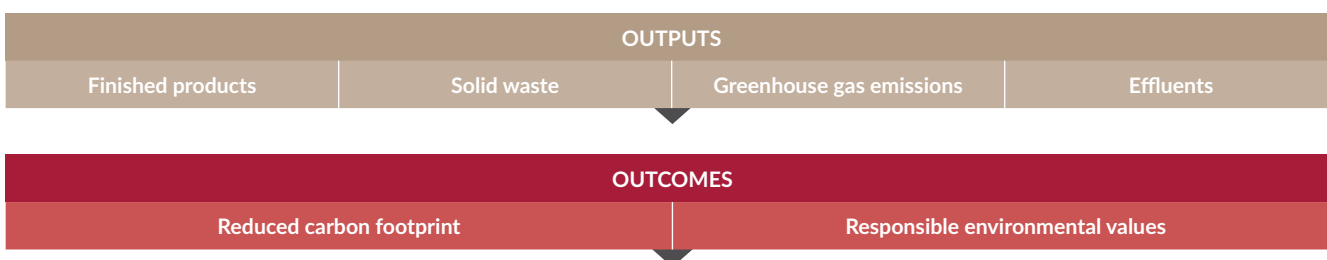 OUTPUTS
Finished products
Solid waste
Greenhouse gas emissions
Effluents
OUTCOMES
Reduced carbon footprint
Responsible environmental values